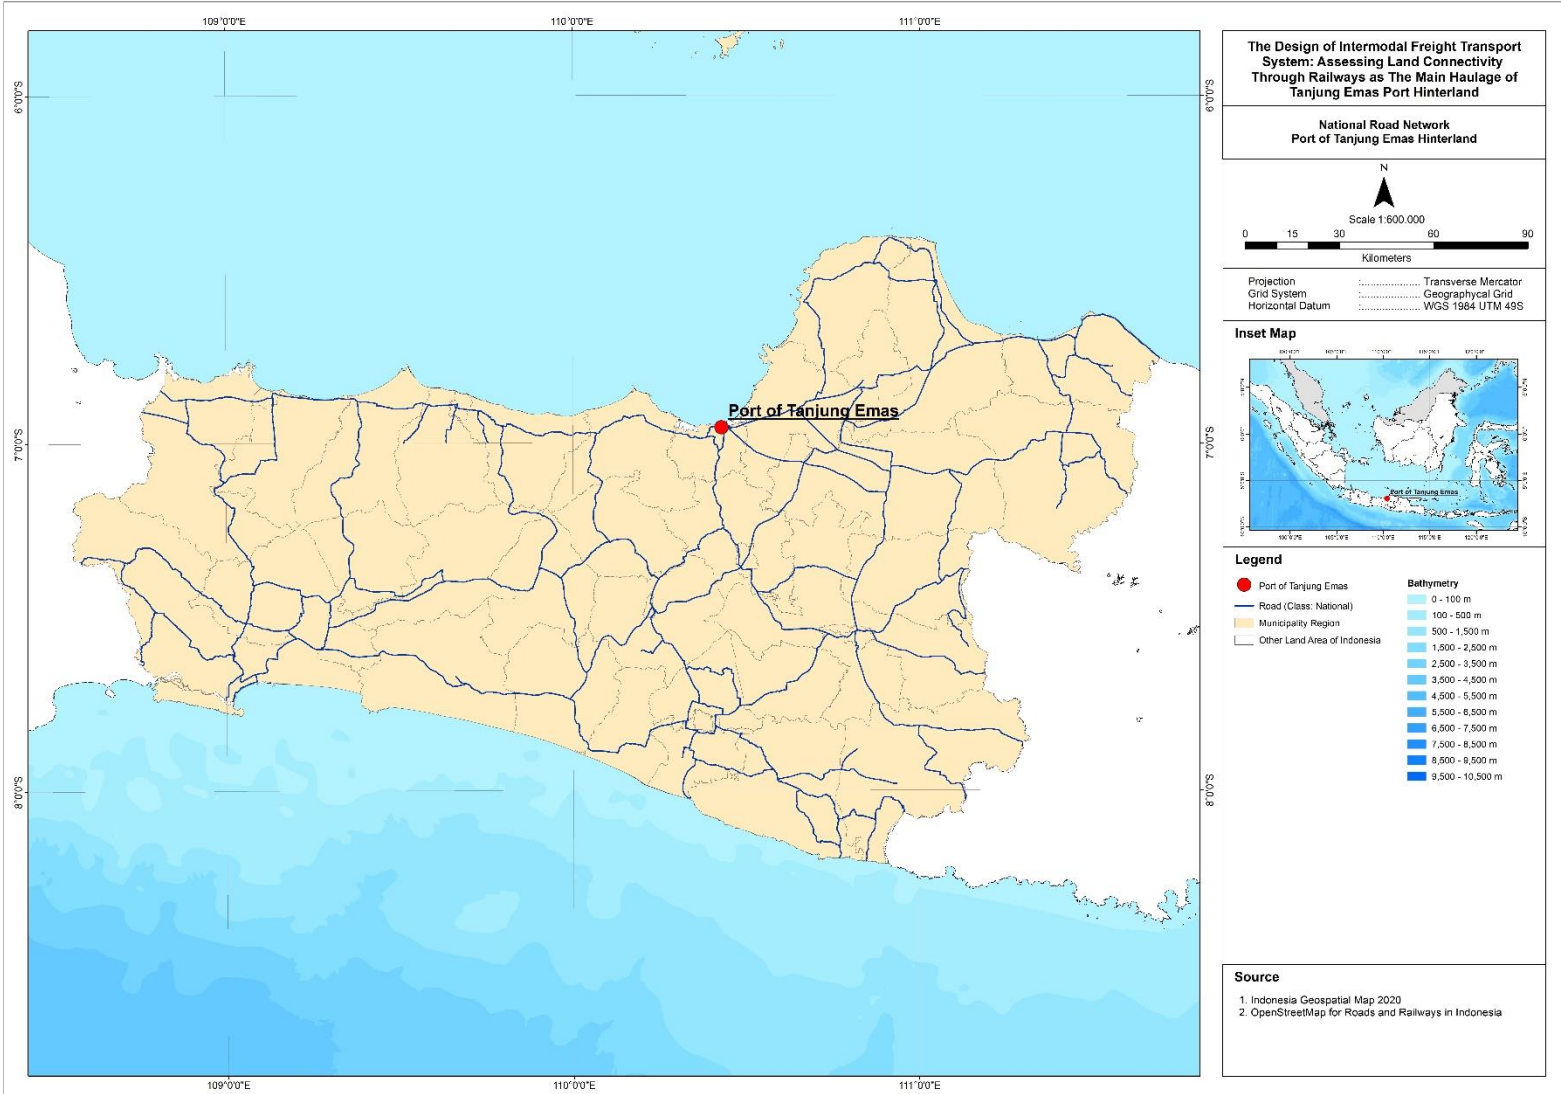 109°0'0"E
110°0'0"E
111°0'0"E
6°0'0"S
6°0'0"S
7°0'0"S
7°0'0"S
8°0'0"S
8°0'0"S
109°0'0"E
110°0'0"E
111°0'0"E
Port of Tanjung Emas
The Design of Intermodal Freight Transport
System: Assessing Land Connectivity
Through Railways as The Main Haulage of
Tanjung Emas Port Hinterland
National Road Network
Port of Tanjung Emas Hinterland
N
Scale 1:600.000
0 15 30 60 90
Kilometers
Projection :..................... Transverse Mercator
Grid System :..................... Geographycal Grid
Horizontal Datum :..................... WGS 1984 UTM 49S
Inset Map
Port of Tanjung Emas
Legend
Port of Tanjung Emas
Road (Class: National)
Municipality Region
Other Land Area of Indonesia
Bathymetry
0 - 100 m
100 - 500 m
500 - 1,500 m
1,500 - 2,500 m
2,500 - 3,500 m
3,500 - 4,500 m
4,500 - 5,500 m
5,500 - 6,500 m
6,500 - 7,500 m
7,500 - 8,500 m
8,500 - 9,500 m
9,500 - 10,500 m
Source
1. Indonesia Geospatial Map 2020
2. OpenStreetMap for Roads and Railways in Indonesia